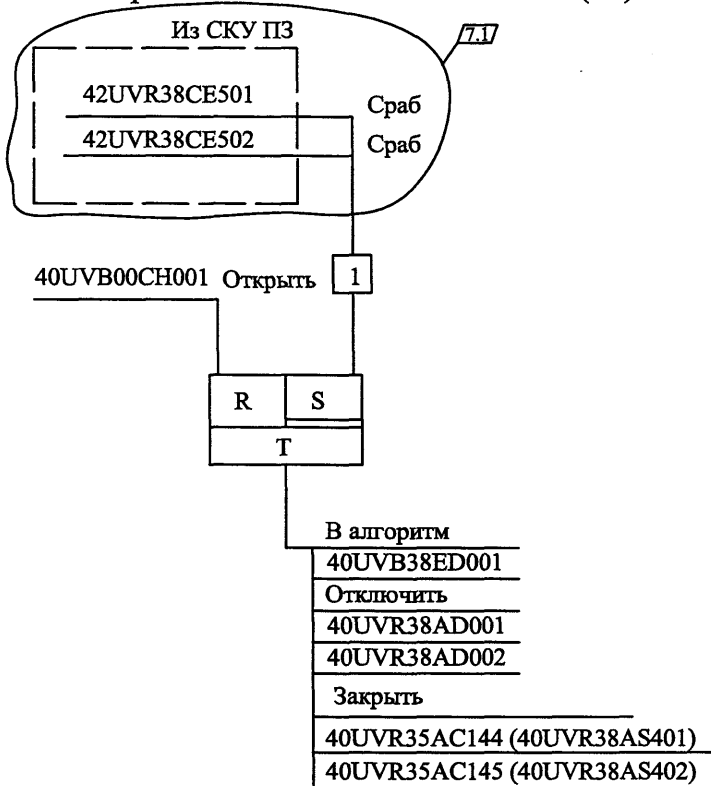 Из СКУ ПЗ
7.1
42UVR38CE501 Сраб
42UVR38CE502 Сраб
40UVB00CH001 Открыть 1
R S
T
В алгоритм
40UVB38ED001
Отключить
40UVR38AD001
40UVR38AD002
Закрыть
40UVR35AC144 (40UVR38AS401)
40UVR35AC145 (40UVR38AS402)